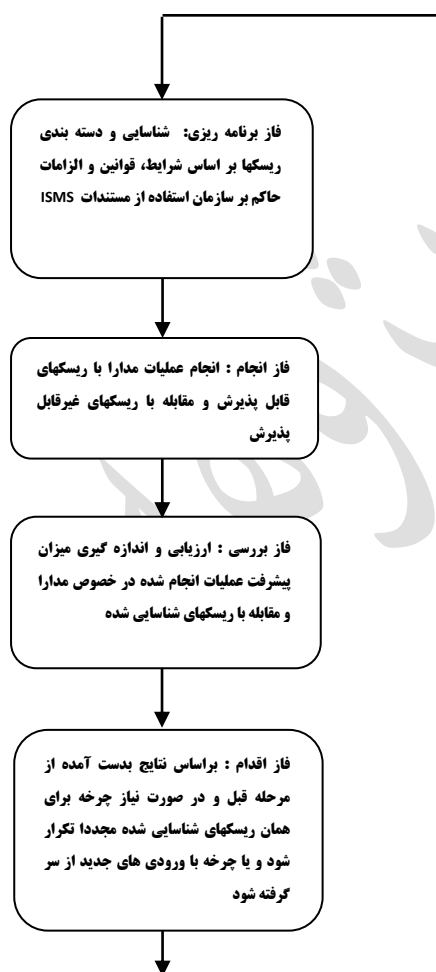 فاز برنامه ریزی: شناسایی و دسته بندی
ریسکها بر اساس شرایط، قوانین و الزامات
حاکم بر سازمان استفاده از مستندات ISMS
فاز انجام : انجام عملیات مدارا با ریسکهای
قابل پذیرش و مقابله با ریسکهای غیرقابل
پذیرش
فاز بررسی : ارزیابی و اندازه گیری میزان
پیشرفت عملیات انجام شده در خصوص مدارا
و مقابله با ریسکهای شناسایی شده
فاز اقدام : براساس نتایج بدست آمده از
مرحله قبل و در صورت نیاز چرخه برای
همان ریسکهای شناسایی شده مجددا تکرار
شود و یا چرخه با ورودی های جدید از سر
گرفته شود